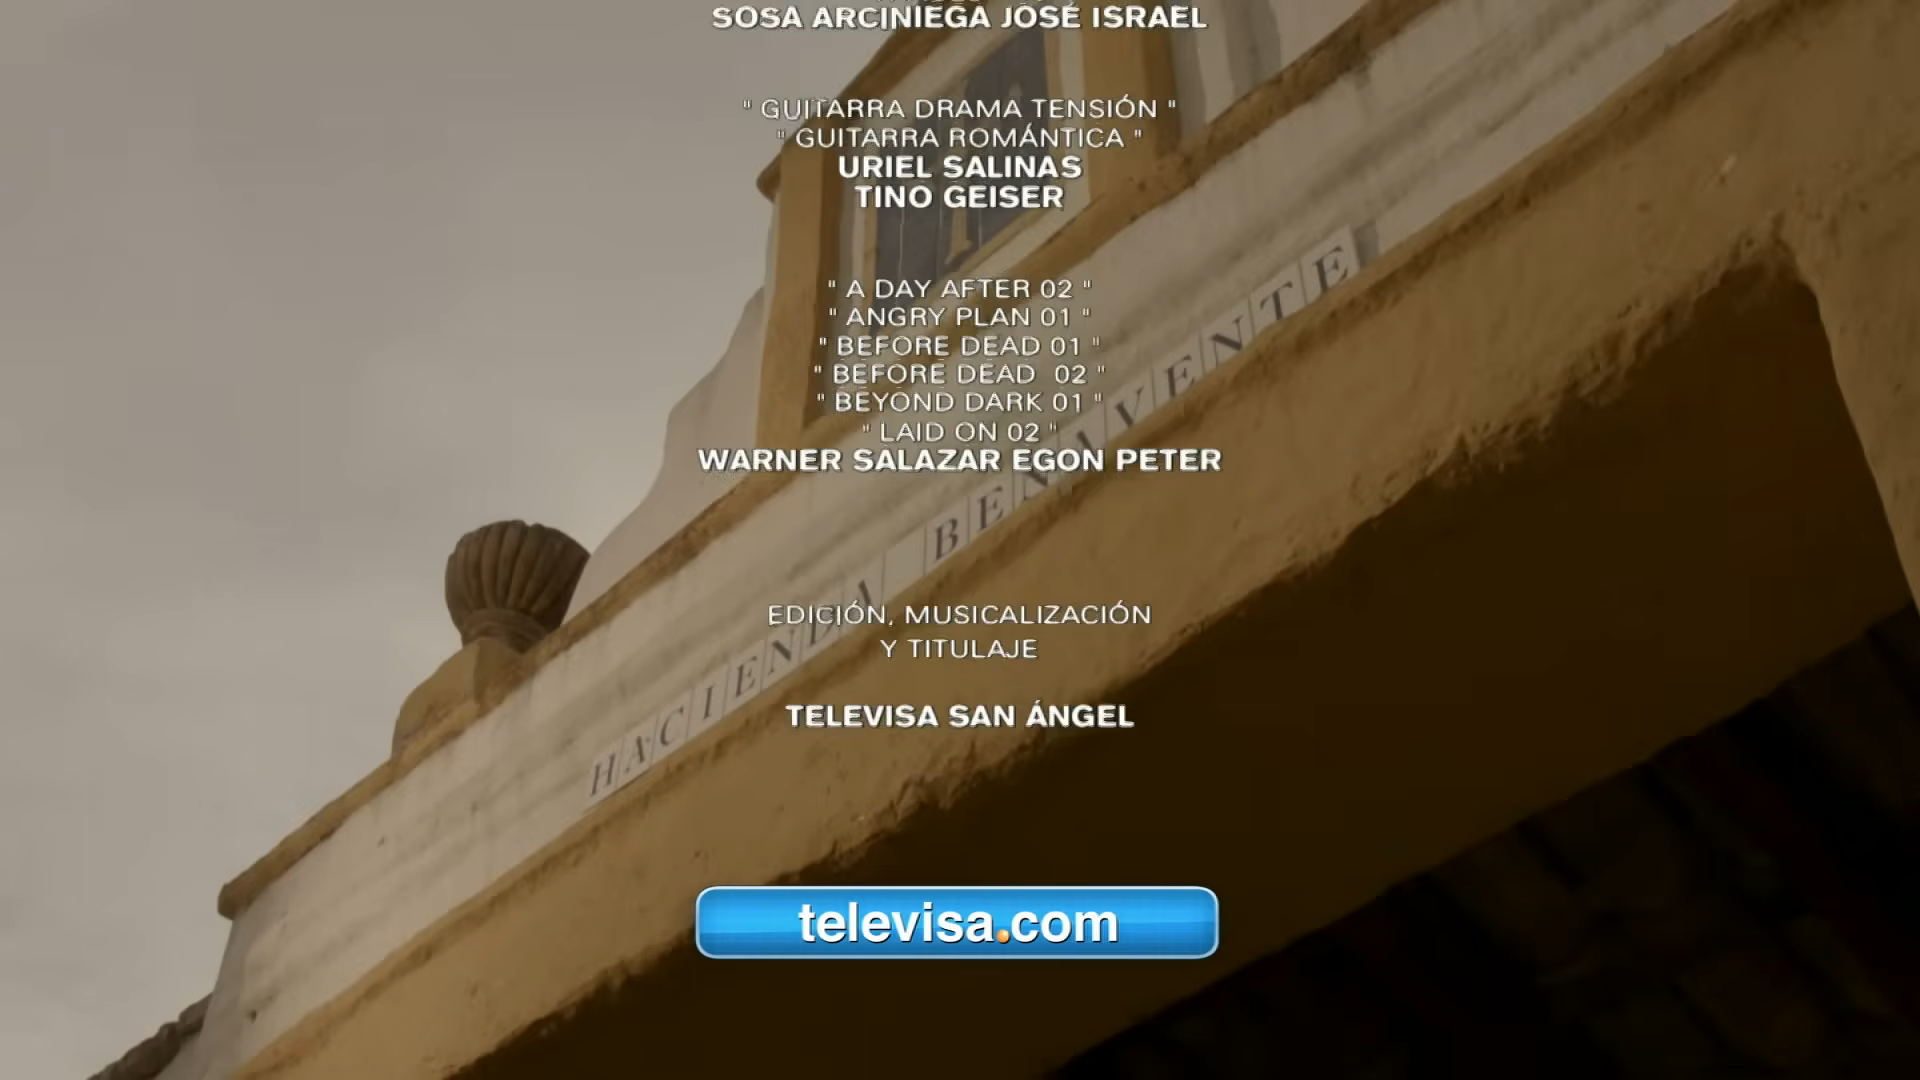 SOSA ARCINIEGA JOSÉ ISRAEL
" GUITARRA DRAMA TENSIÓN "
" GUITARRA ROMÁNTICA "
URIEL SALINAS
TINO GEISER
" A DAY AFTER 02 "
" ANGRY PLAN 01 "
" BEFORE DEAD 01 "
" BEFORE DEAD  02 "
" BEYOND DARK 01 "
" LAID ON 02 "
WARNER SALAZAR EGON PETER
HACIENDA BENAVENTE
EDICIÓN, MUSICALIZACIÓN
Y TITULAJE
TELEVISA SAN ÁNGEL
televisa.com